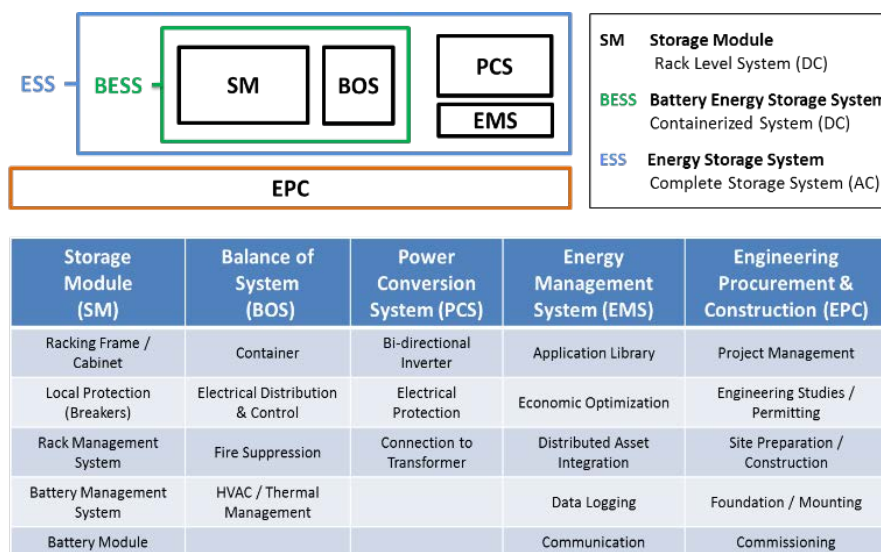 ESS
BESS
SM
BOS
PCS
EMS
EPC
SM Storage Module
Rack Level System (DC)
BESS Battery Energy Storage System
Containerized System (DC)
ESS Energy Storage System
Complete Storage System (AC)
Storage
Module
(SM)
Balance of
System
(BOS)
Power
Conversion
System (PCS)
Energy
Management
System (EMS)
Engineering
Procurement &
Construction (EPC)
Racking Frame /
Cabinet
Container
Bi-directional
Inverter
Application Library
Project Management
Local Protection
(Breakers)
Electrical Distribution
& Control
Electrical
Protection
Economic Optimization
Engineering Studies /
Permitting
Rack Management
System
Fire Suppression
Connection to
Transformer
Distributed Asset
Integration
Site Preparation /
Construction
Battery Management
System
HVAC / Thermal
Management
Data Logging
Foundation / Mounting
Battery Module
Communication
Commissioning